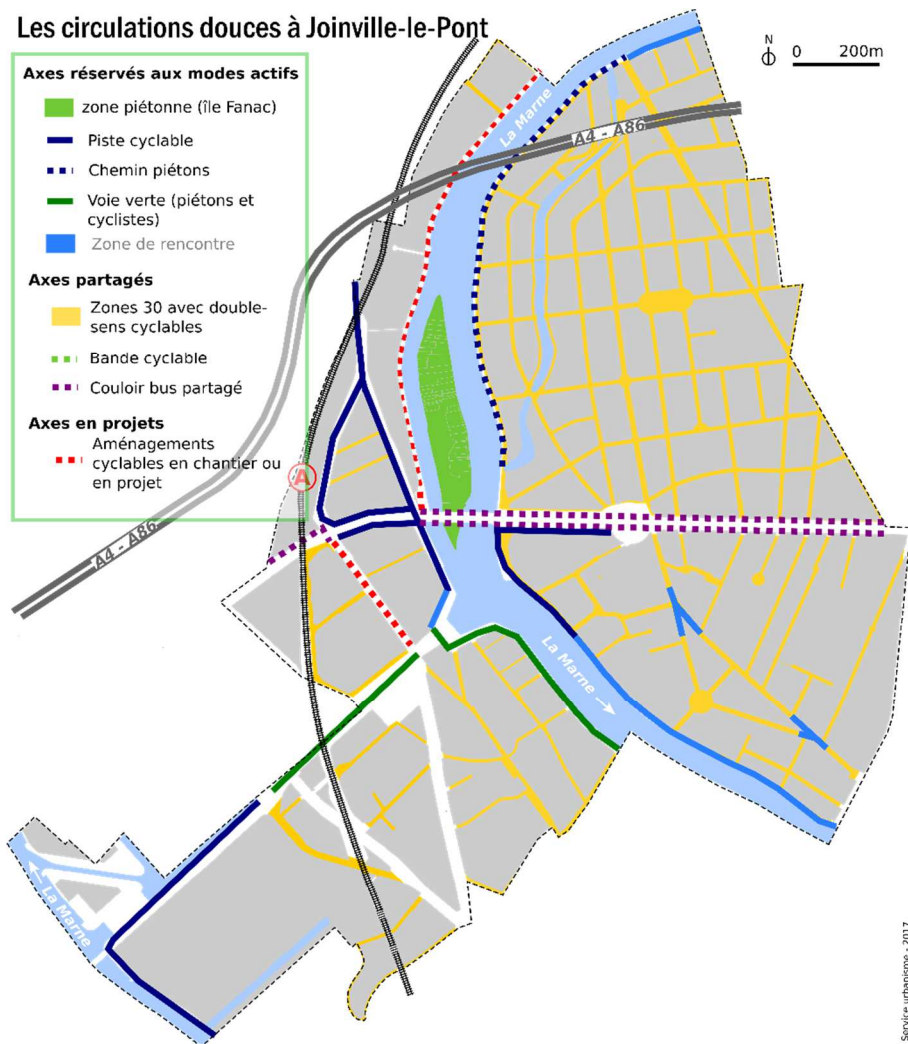 Les circulations douces à Joinville-le-Pont
N
0 200m
Axes réservés aux modes actifs
zone piétonne (île Fanac)
Piste cyclable
Chemin piétons
Voie verte (piétons et
cyclistes)
Zone de rencontre
Axes partagés
Zones 30 avec double-
sens cyclables
Bande cyclable
Couloir bus partagé
Axes en projets
Aménagements
cyclables en chantier ou
en projet
La Marne
A4 - A86
A
A4 - A86
La Marne
La Marne
Service urbanisme - 2017